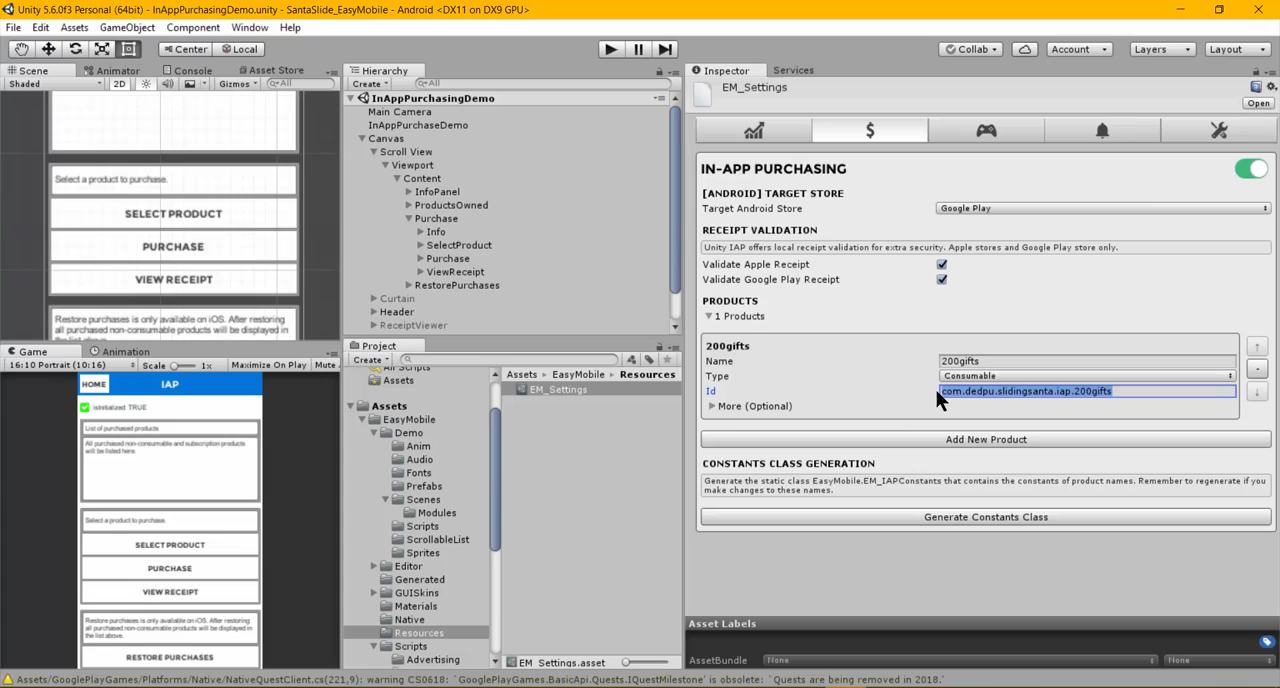 Unity 5.6.0f3 Personal (64bit) - InAppPurchasingDemo.unity - SantaSlide_EasyMobile - Android <DX11 on DX9 GPU>
File Edit Assets GameObject Component Window Help
Center Local Collab Account Layers Layout
Scene Animator Console Asset Store
Shaded 2D Gizmos All
Select a product to purchase.
SELECT PRODUCT
PURCHASE
VIEW RECEIPT
Restore purchases is only available on iOS. After restoring
all purchased non-consumable products will be displayed in
Game Animation
16:10 Portrait (10:16) Scale 1x Maximize On Play Mute
HOME IAP
isInitialized: TRUE
List of purchased products
All purchased non-consumable and subscription products
will be listed here.
Select a product to purchase.
SELECT PRODUCT
PURCHASE
VIEW RECEIPT
Restore purchases is only available on iOS. After restoring
all purchased non-consumable products will be displayed in
the list above.
RESTORE PURCHASES
Hierarchy
Create All
InAppPurchasingDemo
Main Camera
InAppPurchaseDemo
Canvas
Scroll View
Viewport
Content
InfoPanel
ProductsOwned
Purchase
Info
SelectProduct
Purchase
ViewReceipt
RestorePurchases
Curtain
Header
ReceiptViewer
Project
Create
All Scripts
Assets
Assets
EasyMobile
Demo
Anim
Audio
Fonts
Prefabs
Scenes
Modules
Scripts
ScrollableList
Sprites
Editor
Generated
GUISkins
Materials
Native
Resources
Scripts
Advertising
Assets EasyMobile Resources
EM_Settings
EM_Settings.asset
Inspector Services
EM_Settings
Open
$
IN-APP PURCHASING
[ANDROID] TARGET STORE
Target Android Store Google Play
RECEIPT VALIDATION
Unity IAP offers local receipt validation for extra security. Apple stores and Google Play store only.
Validate Apple Receipt
Validate Google Play Receipt
PRODUCTS
1 Products
200gifts
Name 200gifts
Type Consumable
Id com.dedpu.slidingsanta.iap.200gifts
More (Optional)
Add New Product
CONSTANTS CLASS GENERATION
Generate the static class EasyMobile.EM_IAPConstants that contains the constants of product names. Remember to regenerate if you
make changes to these names.
Generate Constants Class
Asset Labels
AssetBundle None None
Assets/GooglePlayGames/Platforms/Native/NativeQuestClient.cs(221,9): warning CS0618: `GooglePlayGames.BasicApi.Quests.IQuestMilestone' is obsolete: `Quests are being removed in 2018.'